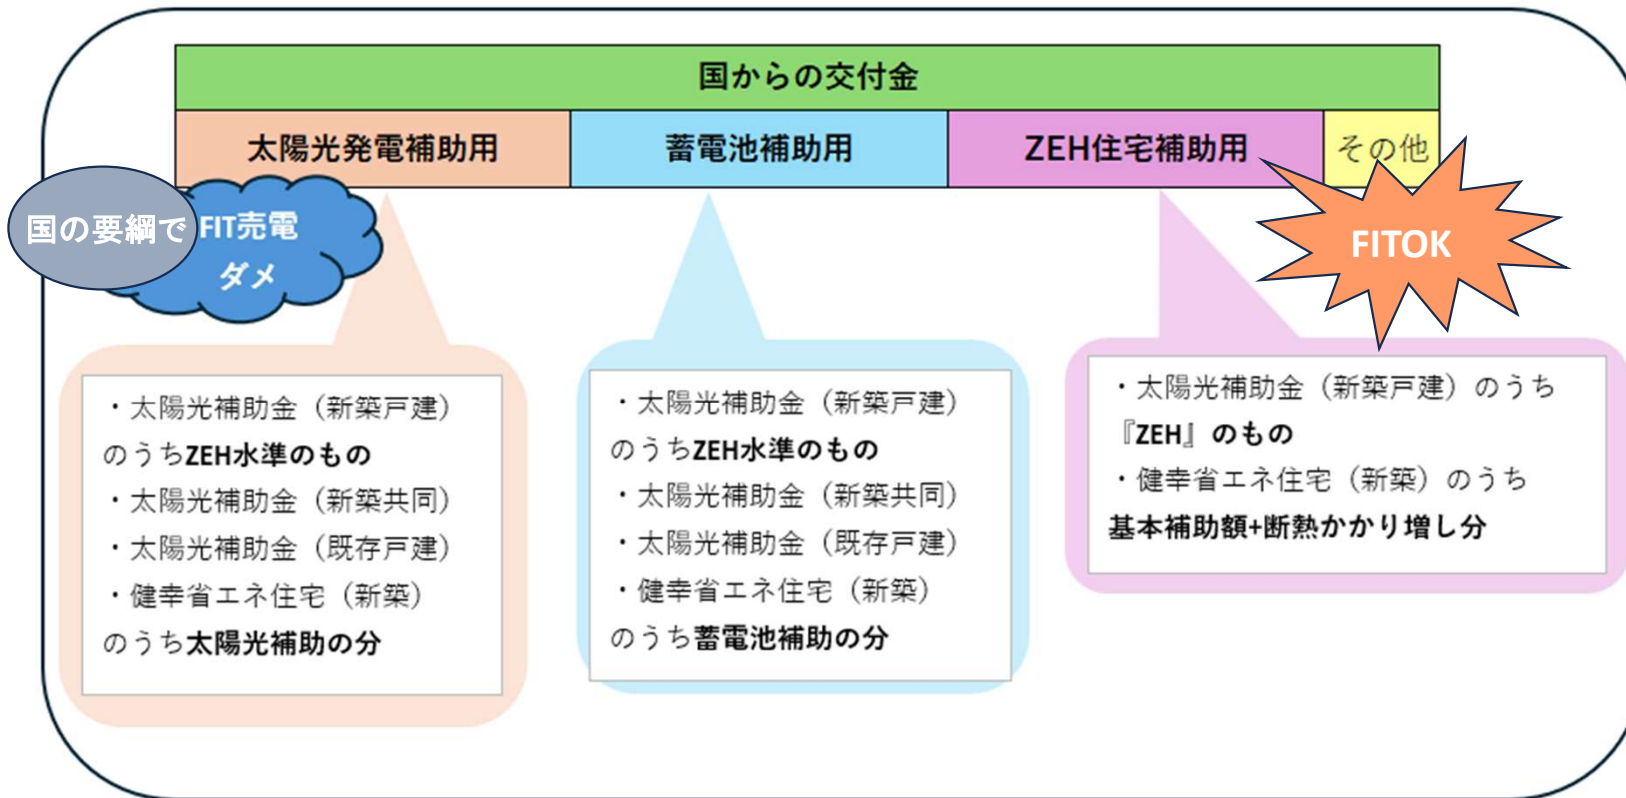 国からの交付金
太陽光発電補助用
蓄電池補助用
ZEH住宅補助用
その他
国の要綱で
FIT売電
ダメ
FITOK
・太陽光補助金（新築戸建）
のうちZEH水準のもの
・太陽光補助金（新築共同）
・太陽光補助金（既存戸建）
・健幸省エネ住宅（新築）
のうち太陽光補助の分
・太陽光補助金（新築戸建）
のうちZEH水準のもの
・太陽光補助金（新築共同）
・太陽光補助金（既存戸建）
・健幸省エネ住宅（新築）
のうち蓄電池補助の分
・太陽光補助金（新築戸建）のうち
『ZEH』のもの
・健幸省エネ住宅（新築）のうち
基本補助額+断熱かかり増し分